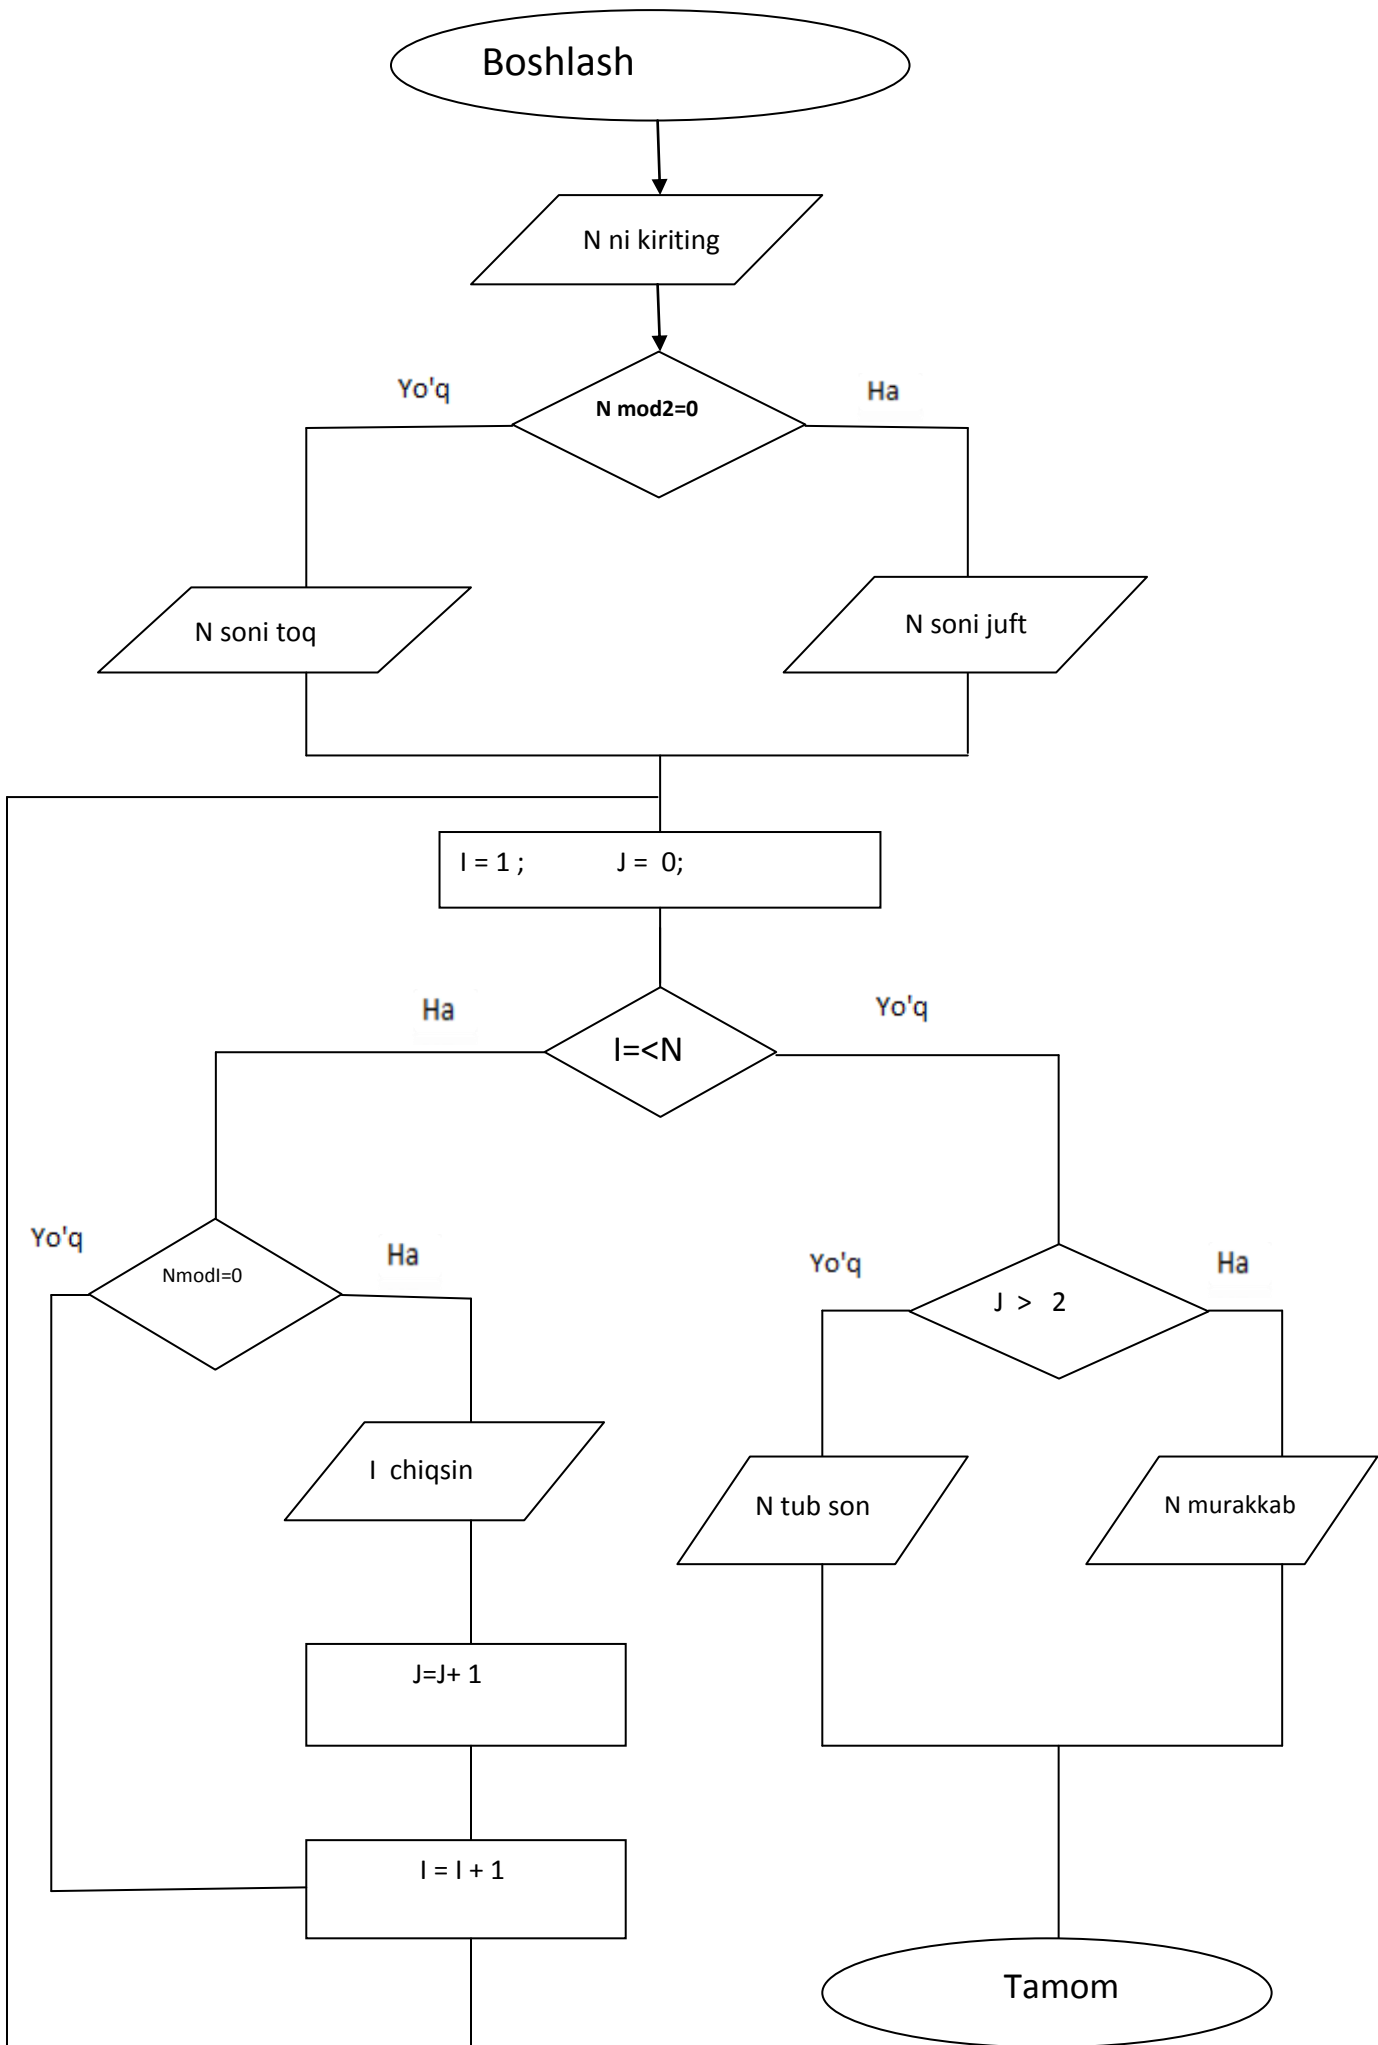 Boshlash
N ni kiriting
Yo'q
N mod2=0
Ha
N soni toq
N soni juft
I = 1 ; J = 0;
Ha
I=<N
Yo'q
Yo'q
NmodI=0
Ha
Yo'q
J > 2
Ha
I chiqsin
N tub son
N murakkab
J=J+ 1
I = I + 1
Tamom